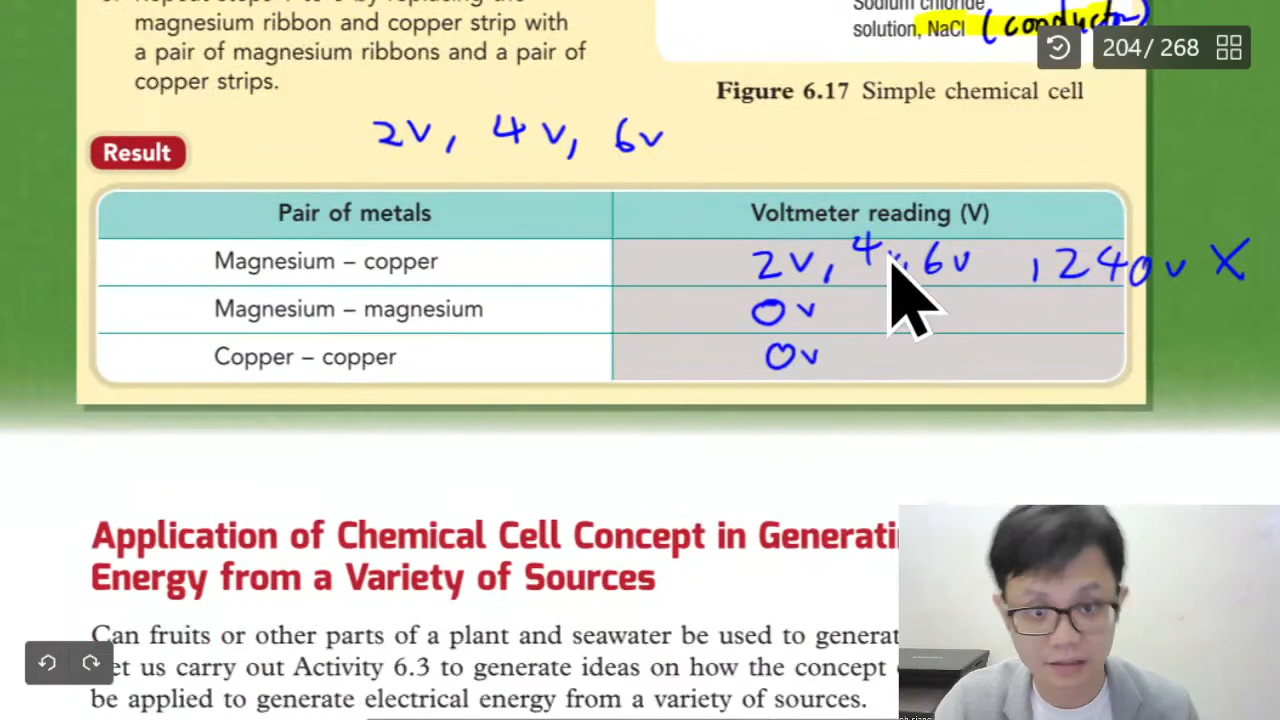 magnesium ribbon and copper strip with
a pair of magnesium ribbons and a pair of
copper strips.
Sodium chloride
solution, NaCl (conductor)
204 / 268
Figure 6.17 Simple chemical cell
2v, 4v, 6v
Result
Pair of metals Voltmeter reading (V)
Magnesium – copper 2v, 4v, 6v , 1240v X
Magnesium – magnesium 0v
Copper – copper 0v
Application of Chemical Cell Concept in Generati
Energy from a Variety of Sources
Can fruits or other parts of a plant and seawater be used to generat
et us carry out Activity 6.3 to generate ideas on how the concept
be applied to generate electrical energy from a variety of sources.